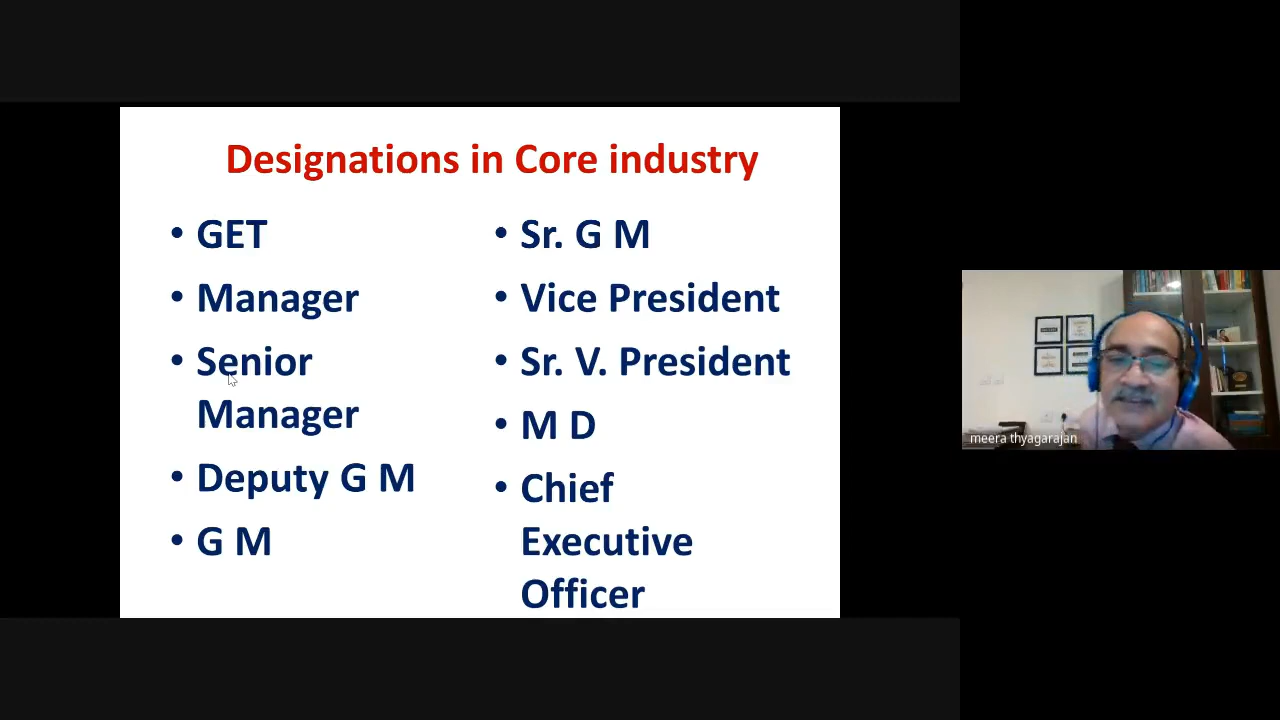 Designations in Core industry
• GET
• Manager
• Senior
Manager
• Deputy G M
• G M
• Sr. G M
• Vice President
• Sr. V. President
• M D
• Chief
Executive
Officer
meera thyagarajan